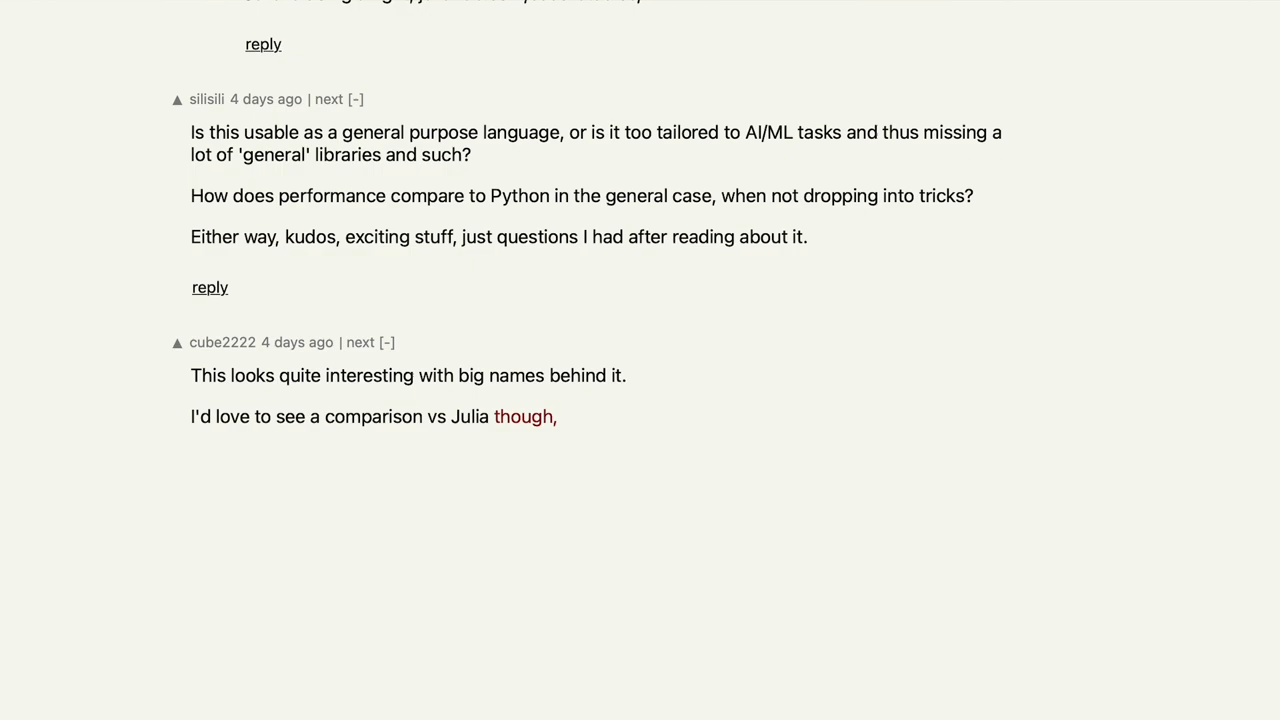 reply
▲ silisili 4 days ago | next [-]
Is this usable as a general purpose language, or is it too tailored to AI/ML tasks and thus missing a
lot of 'general' libraries and such?
How does performance compare to Python in the general case, when not dropping into tricks?
Either way, kudos, exciting stuff, just questions I had after reading about it.
reply
▲ cube2222 4 days ago | next [-]
This looks quite interesting with big names behind it.
I'd love to see a comparison vs Julia though,